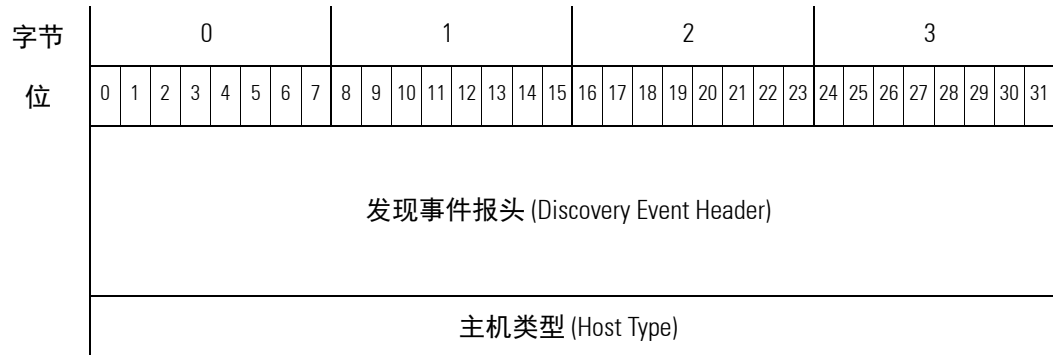 字节 0 1 2 3
位 0 1 2 3 4 5 6 7 8 9 10 11 12 13 14 15 16 17 18 19 20 21 22 23 24 25 26 27 28 29 30 31
发现事件报头 (Discovery Event Header)
主机类型 (Host Type)